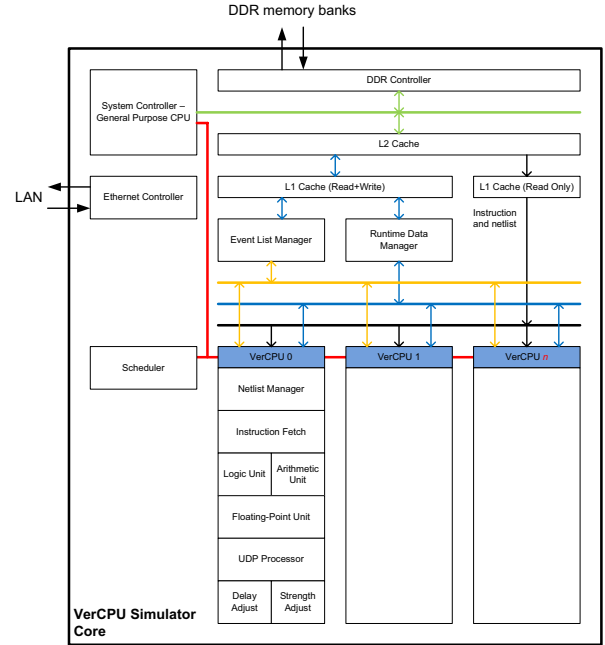 DDR memory banks
DDR Controller
System Controller –
General Purpose CPU
L2 Cache
LAN
Ethernet Controller
L1 Cache (Read+Write)
L1 Cache (Read Only)
Instruction
and netlist
Event List Manager
Runtime Data
Manager
Scheduler
VerCPU 0
VerCPU 1
VerCPU n
Netlist Manager
Instruction Fetch
Logic Unit
Arithmetic
Unit
Floating-Point Unit
UDP Processor
Delay
Adjust
Strength
Adjust
VerCPU Simulator
Core